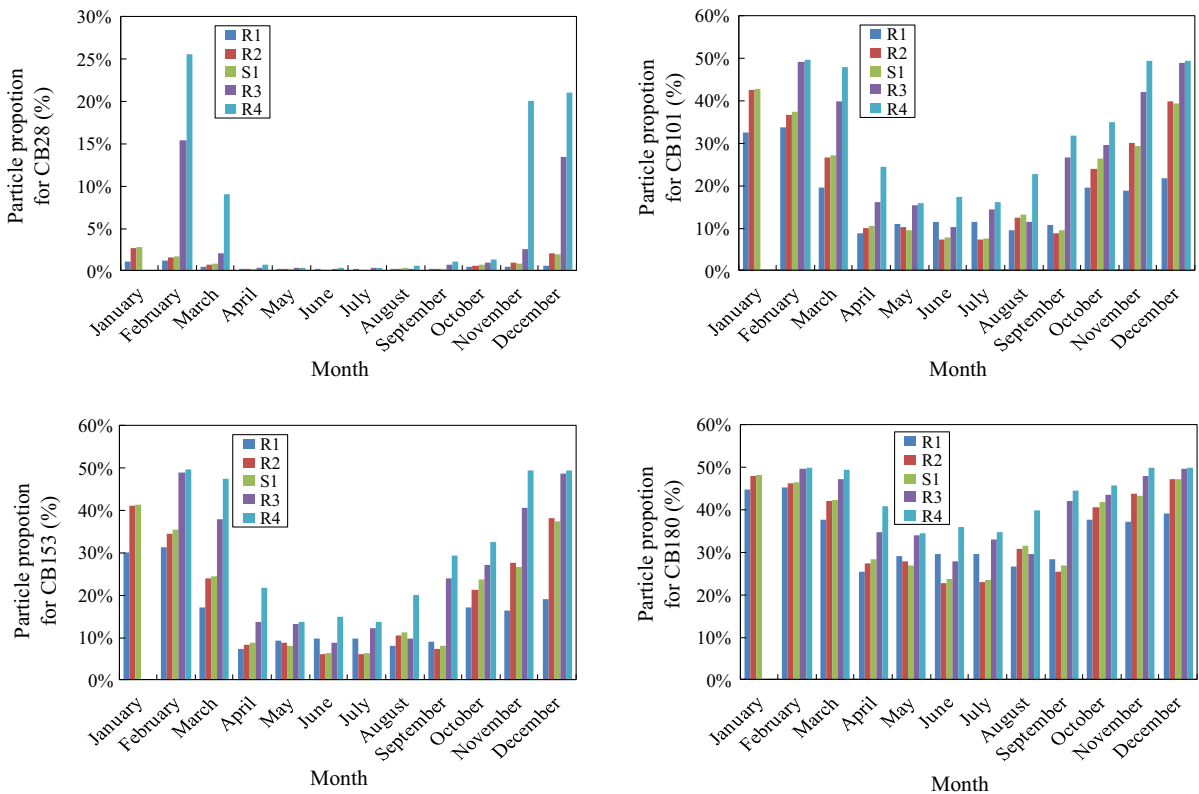 Particle propotion
for CB28 (%)
30%
25%
20%
15%
10%
5%
0%
R1
R2
S1
R3
R4
January
February
March
April
May
June
July
August
September
October
November
December
Month
Particle propotion
for CB101 (%)
60%
50%
40%
30%
20%
10%
0%
R1
R2
S1
R3
R4
January
February
March
April
May
June
July
August
September
October
November
December
Month
Particle propotion
for CB153 (%)
60%
50%
40%
30%
20%
10%
0%
R1
R2
S1
R3
R4
January
February
March
April
May
June
July
August
September
October
November
December
Month
Particle propotion
for CB180 (%)
60%
50%
40%
30%
20%
10%
0%
R1
R2
S1
R3
R4
January
February
March
April
May
June
July
August
September
October
November
December
Month